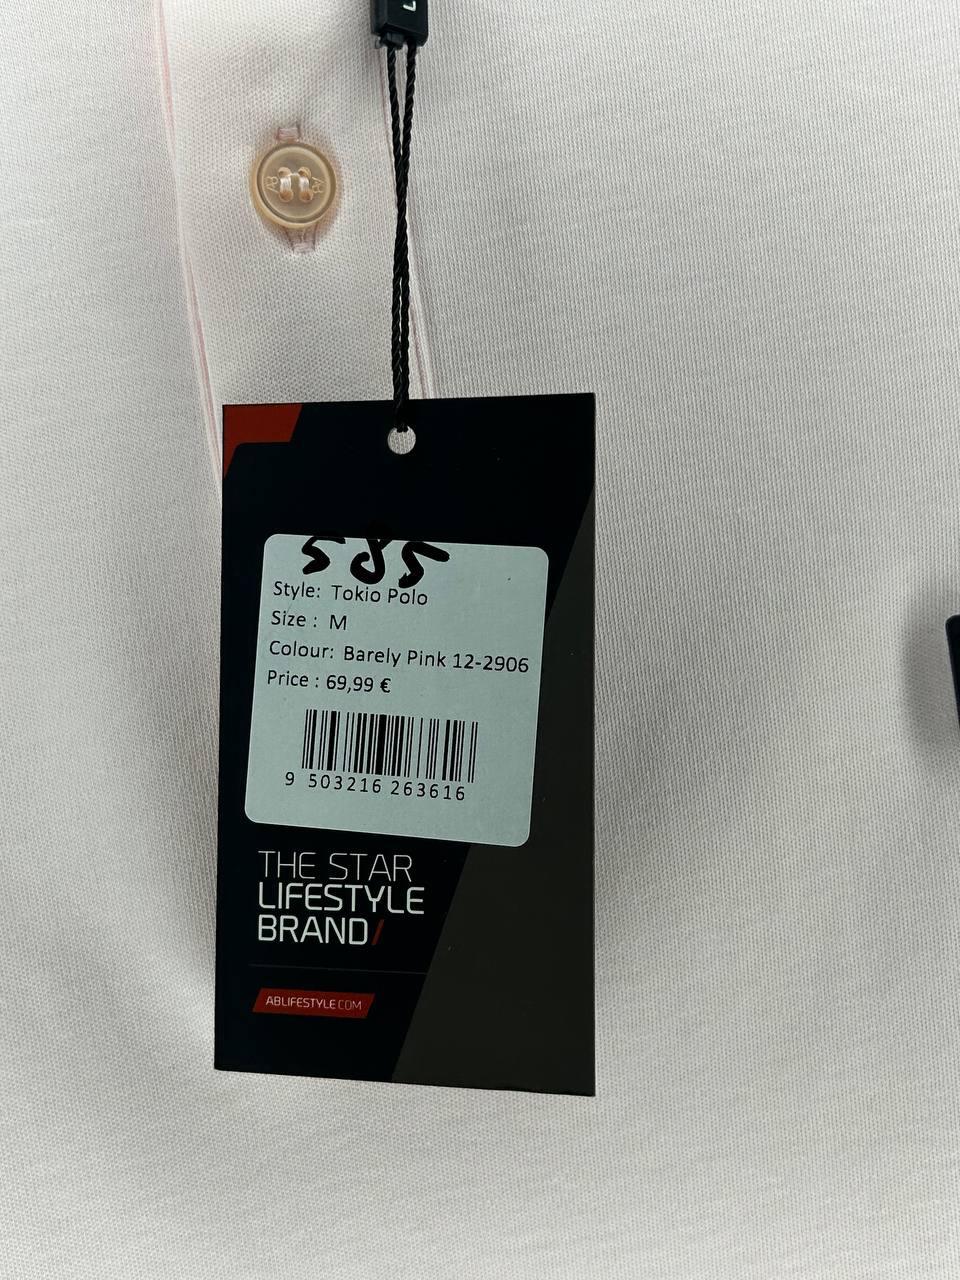 585
Style: Tokio Polo
Size : M
Colour: Barely Pink 12-2906
Price : 69,99 €
9 503216 263616
THE STAR
LIFESTYLE
BRAND/
ABLIFESTYLE.COM